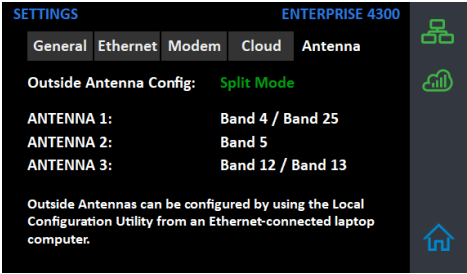 SETTINGS ENTERPRISE 4300
General Ethernet Modem Cloud Antenna
Outside Antenna Config: Split Mode
ANTENNA 1: Band 4 / Band 25
ANTENNA 2: Band 5
ANTENNA 3: Band 12 / Band 13
Outside Antennas can be configured by using the Local
Configuration Utility from an Ethernet-connected laptop
computer.